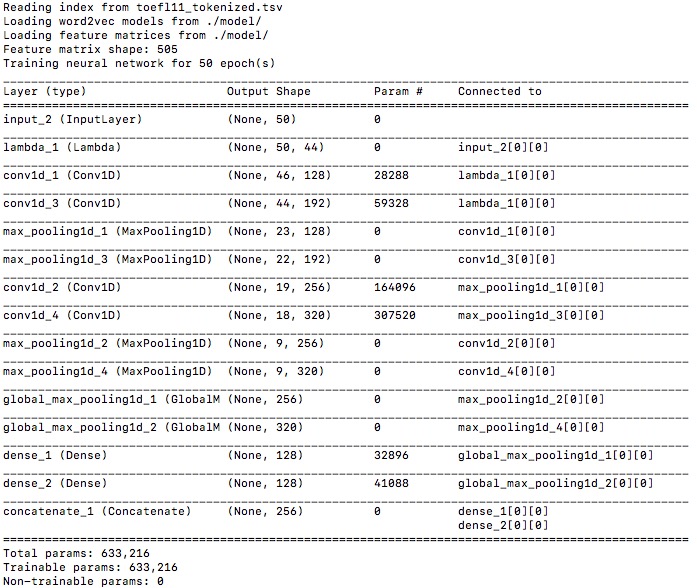 Reading index from toefl11_tokenized.tsv
Loading word2vec models from ./model/
Loading feature matrices from ./model/
Feature matrix shape: 505
Training neural network for 50 epoch(s)
Layer (type) Output Shape Param # Connected to
input_2 (InputLayer) (None, 50) 0
lambda_1 (Lambda) (None, 50, 44) 0 input_2[0][0]
conv1d_1 (Conv1D) (None, 46, 128) 28288 lambda_1[0][0]
conv1d_3 (Conv1D) (None, 44, 192) 59328 lambda_1[0][0]
max_pooling1d_1 (MaxPooling1D) (None, 23, 128) 0 conv1d_1[0][0]
max_pooling1d_3 (MaxPooling1D) (None, 22, 192) 0 conv1d_3[0][0]
conv1d_2 (Conv1D) (None, 19, 256) 164096 max_pooling1d_1[0][0]
conv1d_4 (Conv1D) (None, 18, 320) 307520 max_pooling1d_3[0][0]
max_pooling1d_2 (MaxPooling1D) (None, 9, 256) 0 conv1d_2[0][0]
max_pooling1d_4 (MaxPooling1D) (None, 9, 320) 0 conv1d_4[0][0]
global_max_pooling1d_1 (GlobalM (None, 256) 0 max_pooling1d_2[0][0]
global_max_pooling1d_2 (GlobalM (None, 320) 0 max_pooling1d_4[0][0]
dense_1 (Dense) (None, 128) 32896 global_max_pooling1d_1[0][0]
dense_2 (Dense) (None, 128) 41088 global_max_pooling1d_2[0][0]
concatenate_1 (Concatenate) (None, 256) 0 dense_1[0][0]
dense_2[0][0]
Total params: 633,216
Trainable params: 633,216
Non-trainable params: 0